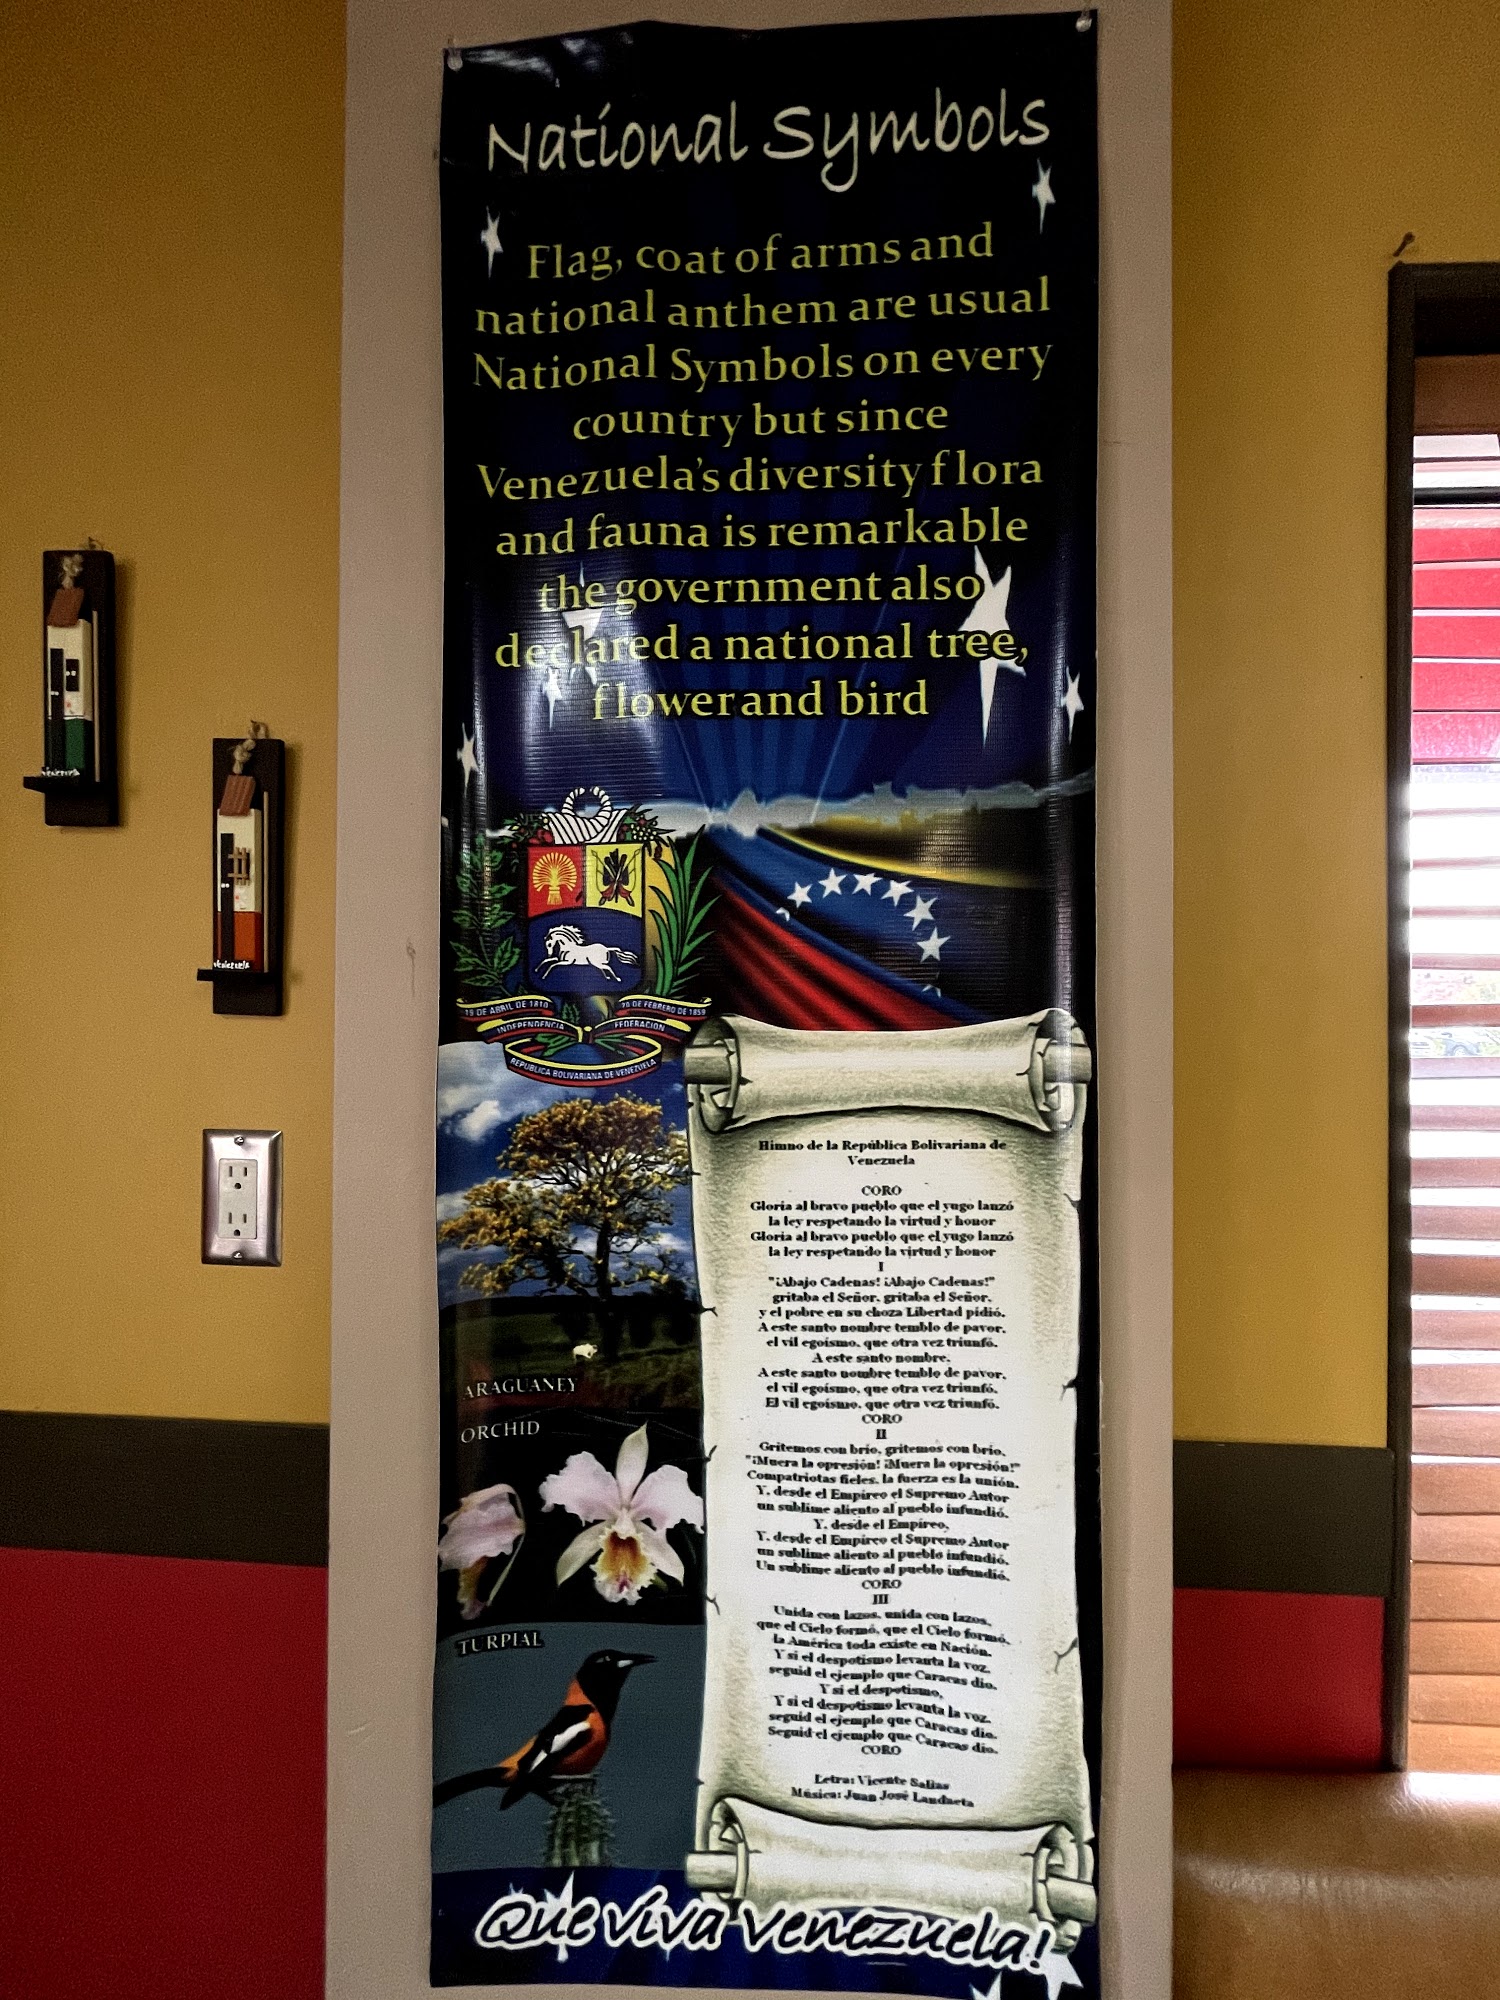 National Symbols
Flag, coat of arms and
national anthem are usual
National Symbols on every
country but since
Venezuela's diversity flora
and fauna is remarkable
the government also
declared a national tree,
flower and bird
19 DE ABRIL DE 1810
20 DE FEBRERO DE 1859
INDEPENDENCIA
FEDERACION
REPUBLICA BOLIVARIANA DE VENEZUELA
ARAGUANEY
ORCHID
TURPIAL
Himno de la República Bolivariana de
Venezuela
CORO
Gloria al bravo pueblo que el yugo lanzó
la ley respetando la virtud y honor
Gloria al bravo pueblo que el yugo lanzó
la ley respetando la virtud y honor
I
"¡Abajo Cadenas! ¡Abajo Cadenas!"
gritaba el Señor, gritaba el Señor,
y el pobre en su choza Libertad pidió.
A este santo nombre temblo de pavor,
el vil egoísmo, que otra vez triunfó.
A este santo nombre,
A este santo nombre temblo de pavor,
el vil egoísmo, que otra vez triunfó.
El vil egoísmo, que otra vez triunfó.
CORO
II
Gritemos con brío, gritemos con brío,
"¡Muera la opresión! ¡Muera la opresión!"
Compatriotas fieles, la fuerza es la unión.
Y, desde el Empíreo el Supremo Autor
un sublime aliento al pueblo infundió.
Y, desde el Empíreo,
Y, desde el Empíreo el Supremo Autor
un sublime aliento al pueblo infundió.
Un sublime aliento al pueblo infundió.
CORO
III
Unida con lazos, unida con lazos,
que el Cielo formó, que el Cielo formó,
la América toda existe en Nación.
Y si el despotismo levanta la voz,
seguid el ejemplo que Caracas dio.
Y si el despotismo,
Y si el despotismo levanta la voz,
seguid el ejemplo que Caracas dio.
Seguid el ejemplo que Caracas dio.
CORO
Letra: Vicente Salias
Música: Juan José Landaeta
Que viva Venezuela!
venezuela
venezuela